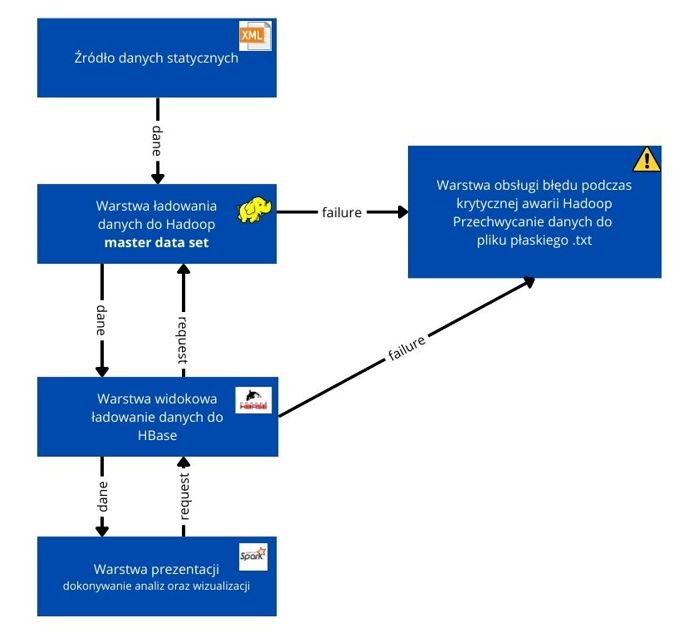 XML
Źródło danych statycznych
dane
Warstwa ładowania
danych do Hadoop
master data set
failure
Warstwa obsługi błędu podczas
krytycznej awarii Hadoop
Przechwycanie danych do
pliku płaskiego .txt
dane
request
failure
Warstwa widokowa
ładowanie danych do
HBase
HBASE
dane
request
Warstwa prezentacji
dokonywanie analiz oraz wizualizacji
Spark